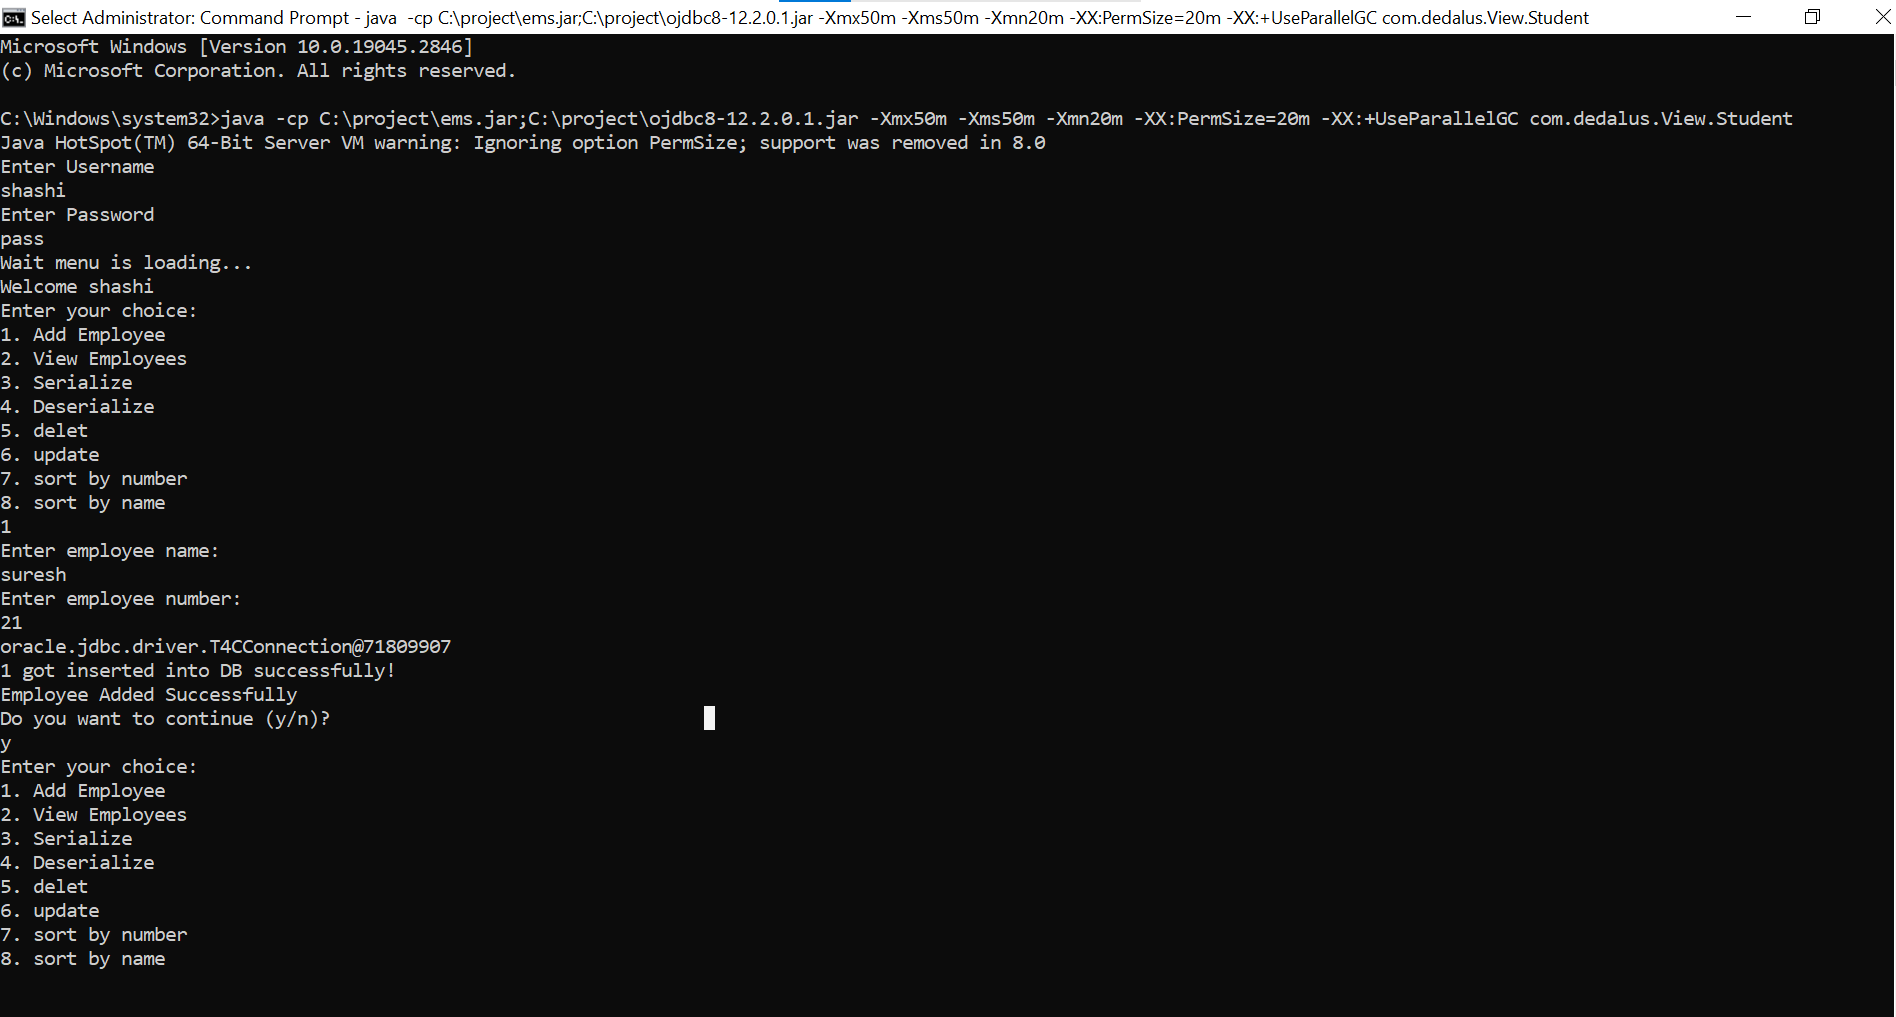 Select Administrator: Command Prompt - java  -cp C:\project\ems.jar;C:\project\ojdbc8-12.2.0.1.jar -Xmx50m -Xms50m -Xmn20m -XX:PermSize=20m -XX:+UseParallelGC com.dedalus.View.Student
Microsoft Windows [Version 10.0.19045.2846]
(c) Microsoft Corporation. All rights reserved.
C:\Windows\system32>java -cp C:\project\ems.jar;C:\project\ojdbc8-12.2.0.1.jar -Xmx50m -Xms50m -Xmn20m -XX:PermSize=20m -XX:+UseParallelGC com.dedalus.View.Student
Java HotSpot(TM) 64-Bit Server VM warning: Ignoring option PermSize; support was removed in 8.0
Enter Username
shashi
Enter Password
pass
Wait menu is loading...
Welcome shashi
Enter your choice:
1. Add Employee
2. View Employees
3. Serialize
4. Deserialize
5. delet
6. update
7. sort by number
8. sort by name
1
Enter employee name:
suresh
Enter employee number:
21
oracle.jdbc.driver.T4CConnection@71809907
1 got inserted into DB successfully!
Employee Added Successfully
Do you want to continue (y/n)?
y
Enter your choice:
1. Add Employee
2. View Employees
3. Serialize
4. Deserialize
5. delet
6. update
7. sort by number
8. sort by name